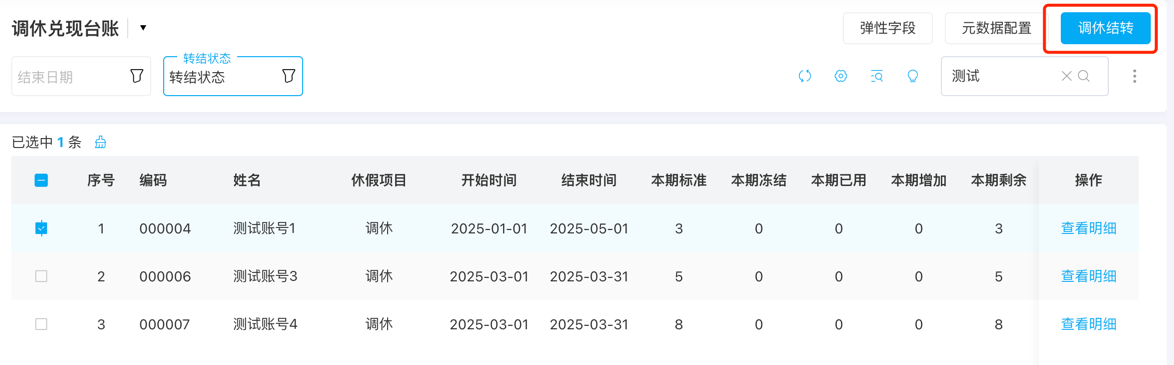 调休兑现台账 弹性字段 元数据配置 调休结转
转结状态
结束日期 转结状态 测试
已选中 1 条
序号 编码 姓名 休假项目 开始时间 结束时间 本期标准 本期冻结 本期已用 本期增加 本期剩余 操作
1 000004 测试账号1 调休 2025-01-01 2025-05-01 3 0 0 0 3 查看明细
2 000006 测试账号3 调休 2025-03-01 2025-03-31 5 0 0 0 5 查看明细
3 000007 测试账号4 调休 2025-03-01 2025-03-31 8 0 0 0 8 查看明细